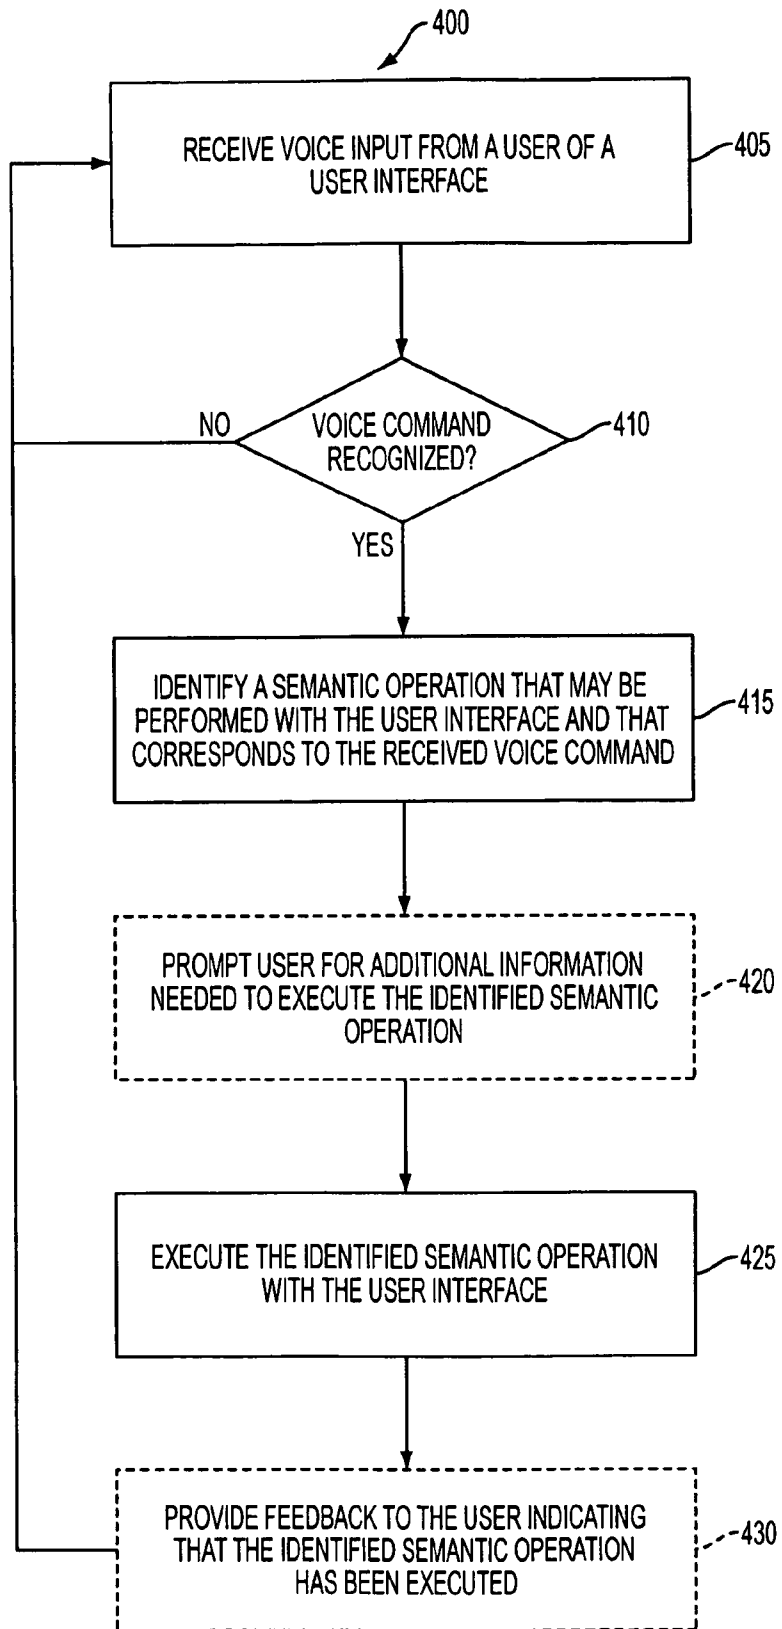 400
RECEIVE VOICE INPUT FROM A USER OF A
USER INTERFACE
405
NO
VOICE COMMAND
RECOGNIZED?
410
YES
IDENTIFY A SEMANTIC OPERATION THAT MAY BE
PERFORMED WITH THE USER INTERFACE AND THAT
CORRESPONDS TO THE RECEIVED VOICE COMMAND
415
PROMPT USER FOR ADDITIONAL INFORMATION
NEEDED TO EXECUTE THE IDENTIFIED SEMANTIC
OPERATION
420
EXECUTE THE IDENTIFIED SEMANTIC OPERATION
WITH THE USER INTERFACE
425
PROVIDE FEEDBACK TO THE USER INDICATING
THAT THE IDENTIFIED SEMANTIC OPERATION
HAS BEEN EXECUTED
430